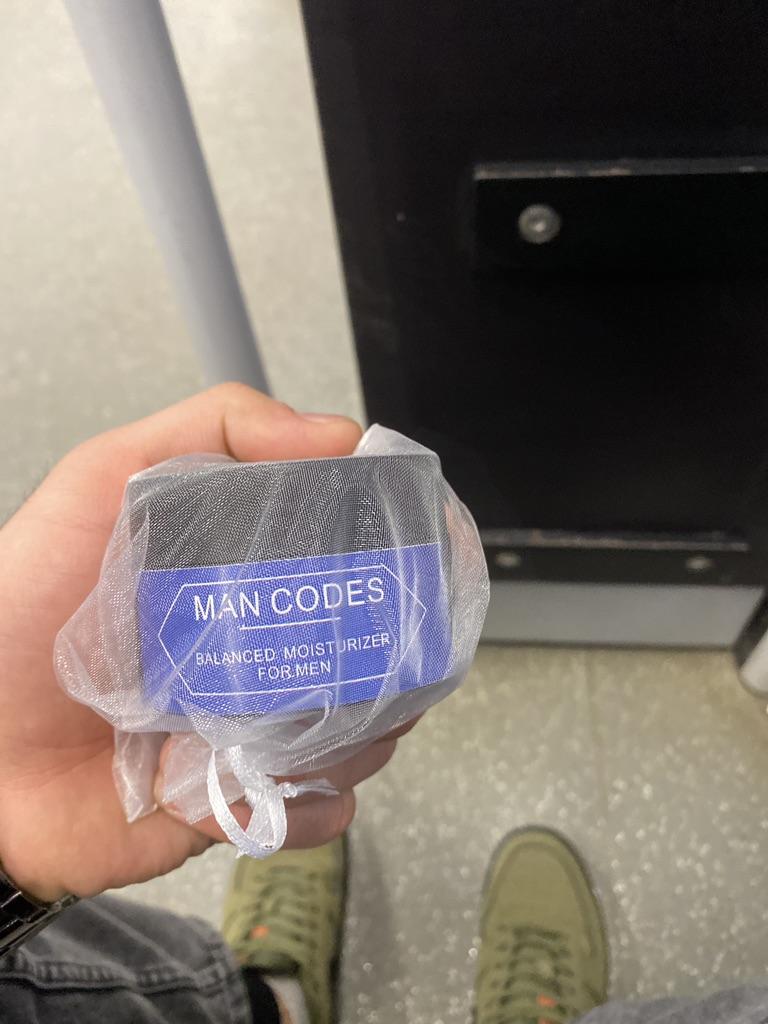 MAN CODES
BALANCED MOISTURIZER
FOR MEN